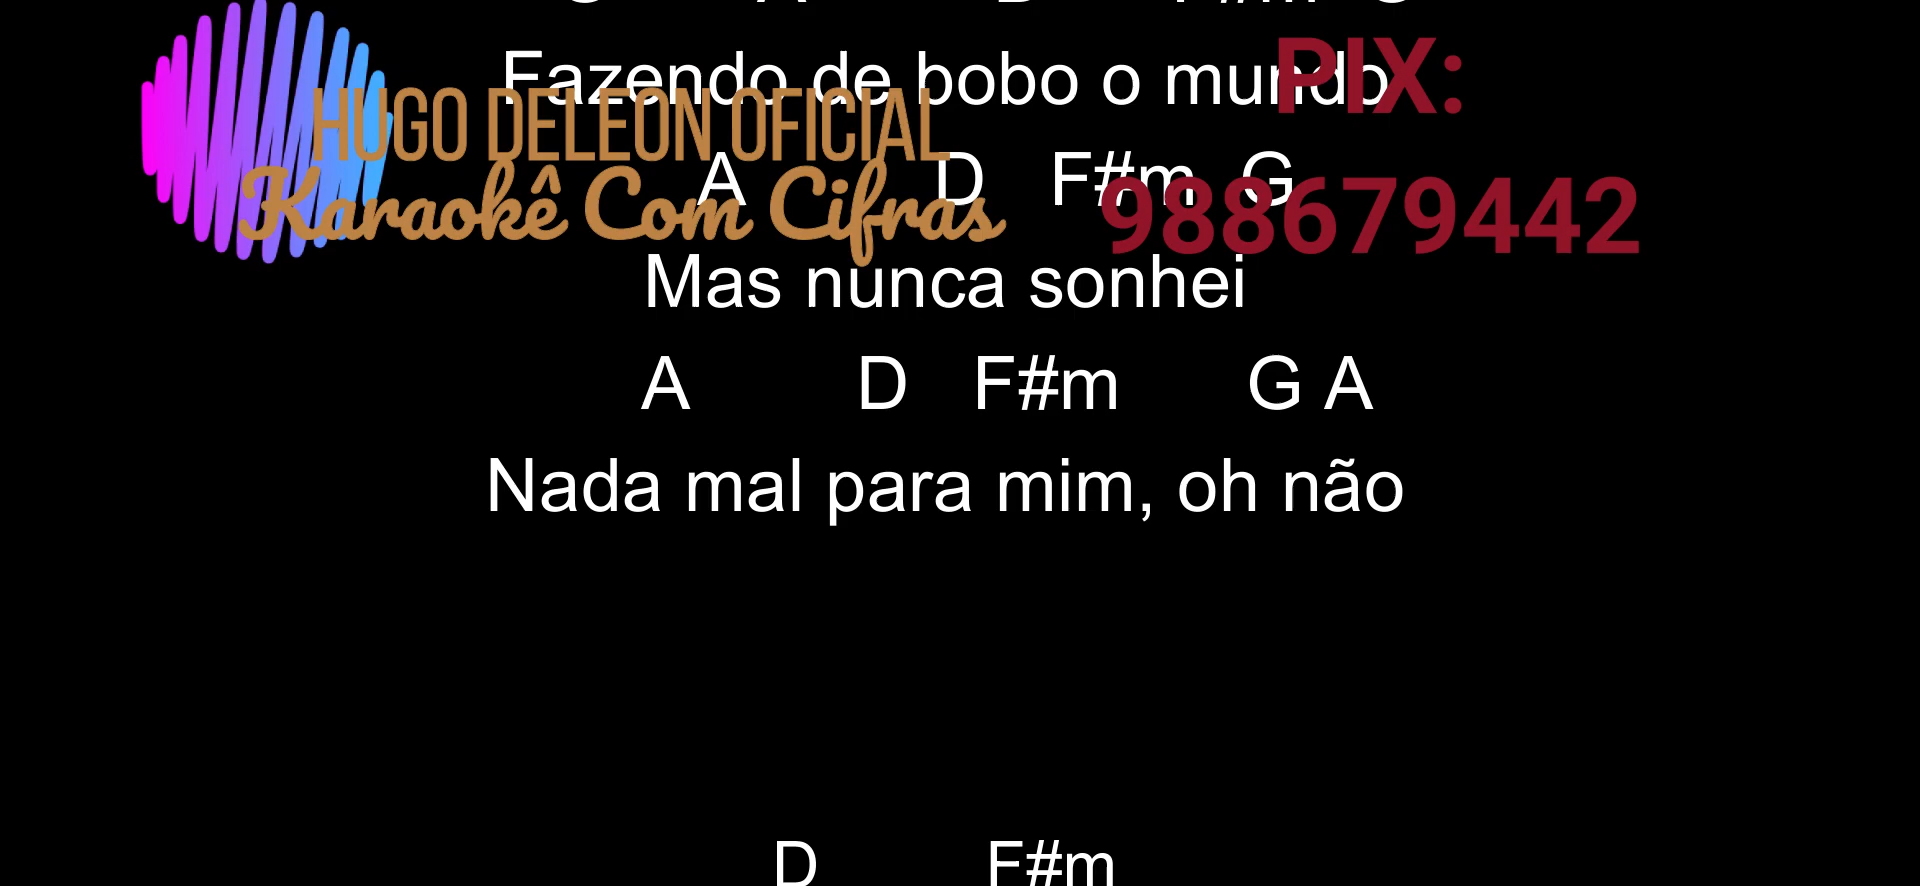 G A D F#m G
Fazendo de bobo o mundo
PIX:
HUGO DELEON OFICIAL
A D F#m G
Karaokê Com Cifras
988679442
Mas nunca sonhei
A D F#m G A
Nada mal para mim, oh não
D F#m